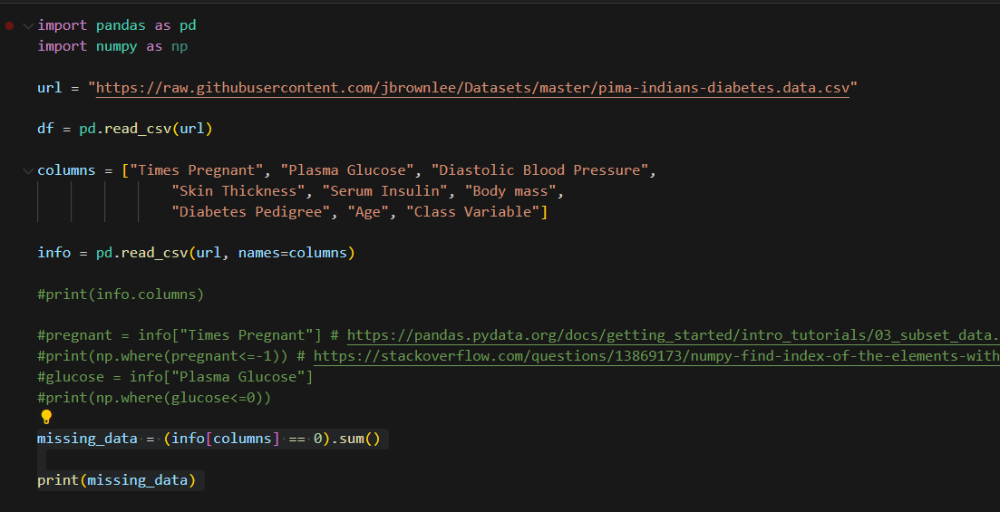 import pandas as pd
import numpy as np
url = "https://raw.githubusercontent.com/jbrownlee/Datasets/master/pima-indians-diabetes.data.csv"
df = pd.read_csv(url)
columns = ["Times Pregnant", "Plasma Glucose", "Diastolic Blood Pressure",
"Skin Thickness", "Serum Insulin", "Body mass",
"Diabetes Pedigree", "Age", "Class Variable"]
info = pd.read_csv(url, names=columns)
#print(info.columns)
#pregnant = info["Times Pregnant"] # https://pandas.pydata.org/docs/getting_started/intro_tutorials/03_subset_data.
#print(np.where(pregnant<=-1)) # https://stackoverflow.com/questions/13869173/numpy-find-index-of-the-elements-with
#glucose = info["Plasma Glucose"]
#print(np.where(glucose<=0))
missing_data = (info[columns] == 0).sum()
print(missing_data)